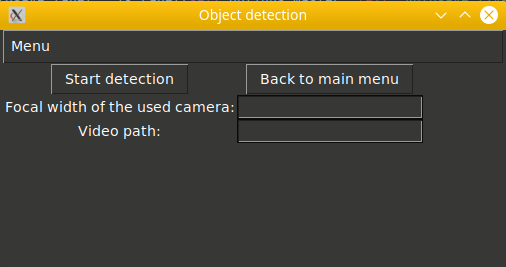 Object detection
Menu
Start detection Back to main menu
Focal width of the used camera:
Video path: